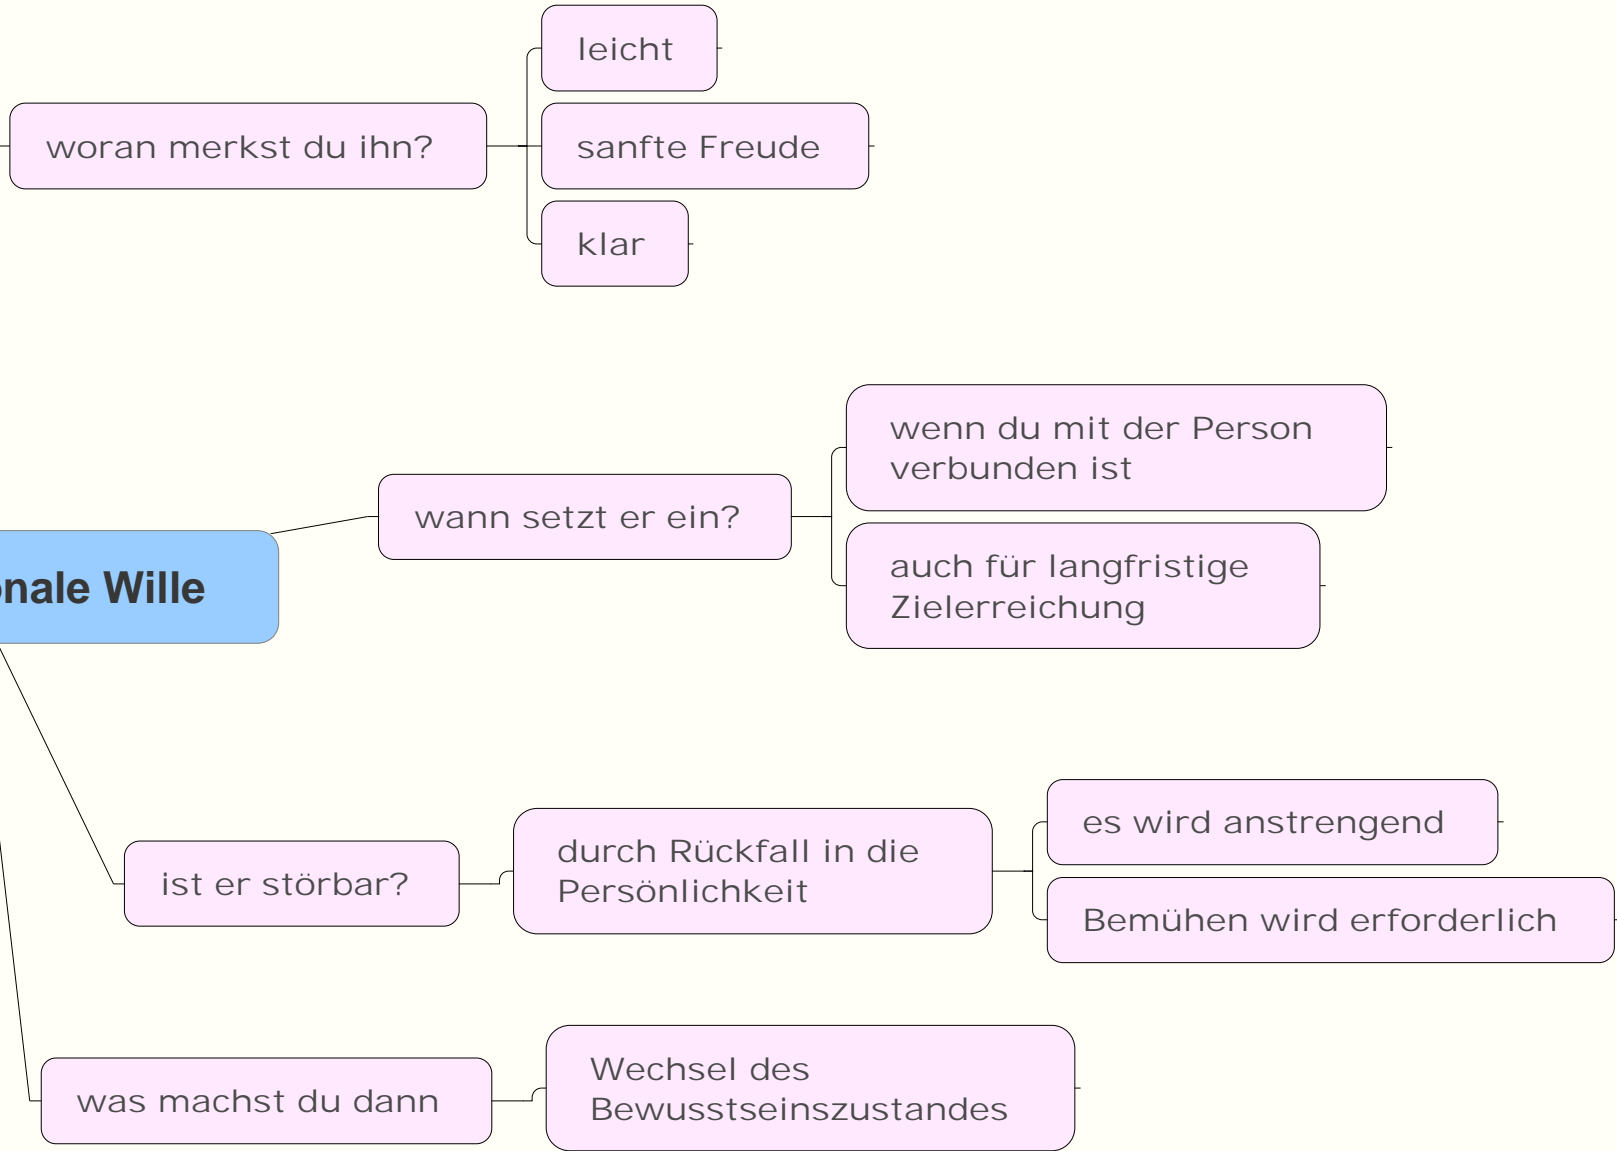 leicht
woran merkst du ihn?
sanfte Freude
klar
wenn du mit der Person
verbunden ist
wann setzt er ein?
auch für langfristige
Zielerreichung
onale Wille
es wird anstrengend
durch Rückfall in die
Persönlichkeit
ist er störbar?
Bemühen wird erforderlich
Wechsel des
Bewusstseinszustandes
was machst du dann